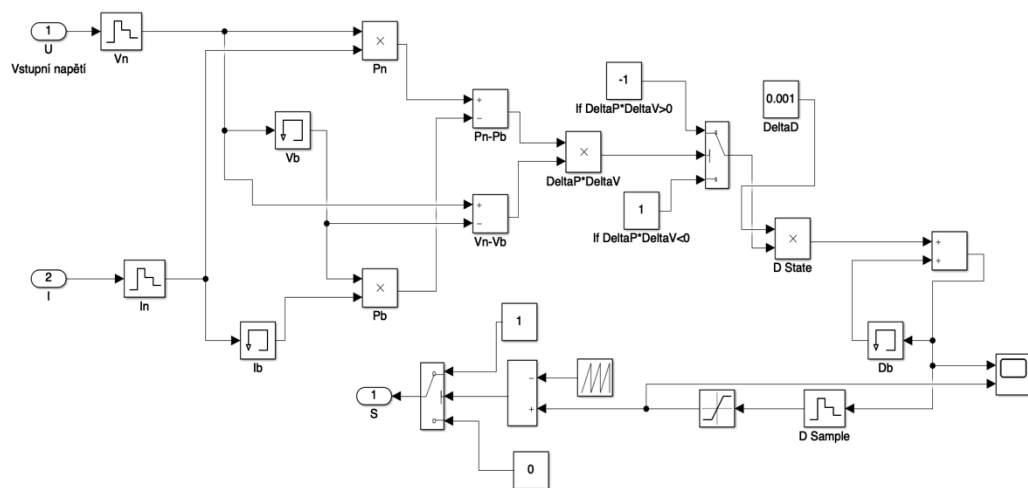 1
U
Vstupní napětí
Vn
×
Pn
-1
If DeltaP*DeltaV>0
0.001
DeltaD
+
−
Pn-Pb
Vb
×
DeltaP*DeltaV
+
−
Vn-Vb
1
If DeltaP*DeltaV<0
×
D State
+
+
2
I
In
×
Pb
Ib
1
Db
1
S
−
+
D Sample
0